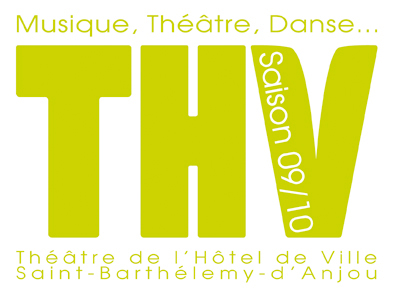 Musique, Théâtre, Danse...
THV
Saison 09/10
Théâtre de l'Hôtel de Ville
Saint-Barthélemy-d'Anjou